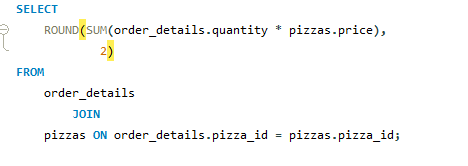 SELECT
ROUND(SUM(order_details.quantity * pizzas.price),
2)
FROM
order_details
JOIN
pizzas ON order_details.pizza_id = pizzas.pizza_id;